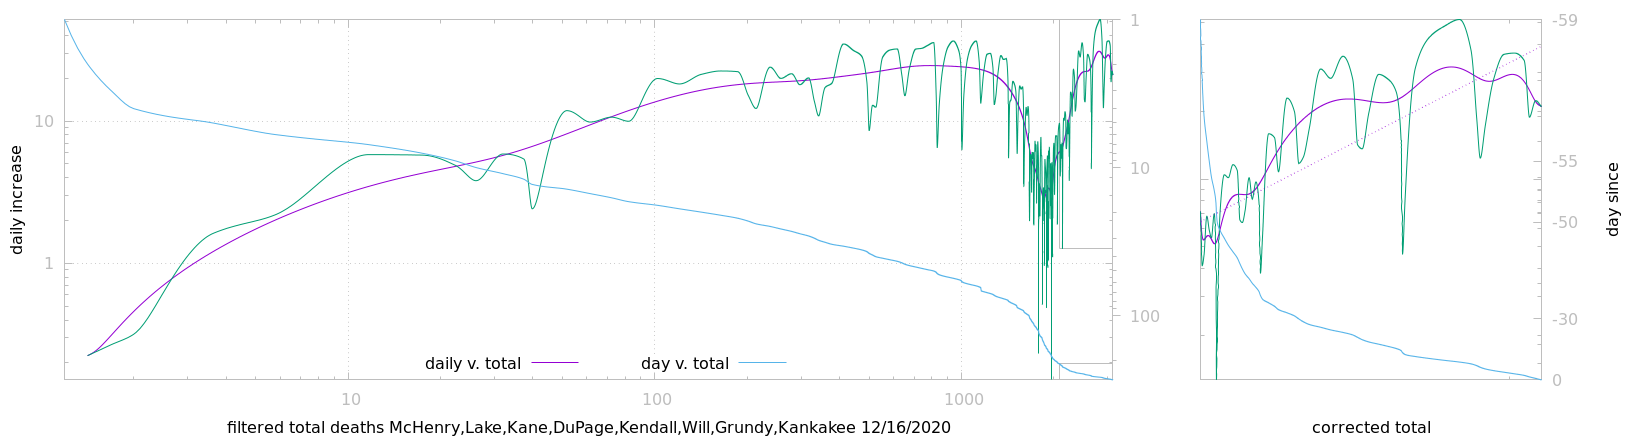 daily increase
10
1
1
10
100
daily v. total
day v. total
10
100
1000
filtered total deaths McHenry,Lake,Kane,DuPage,Kendall,Will,Grundy,Kankakee 12/16/2020
-59
-55
-50
-30
0
day since
corrected total